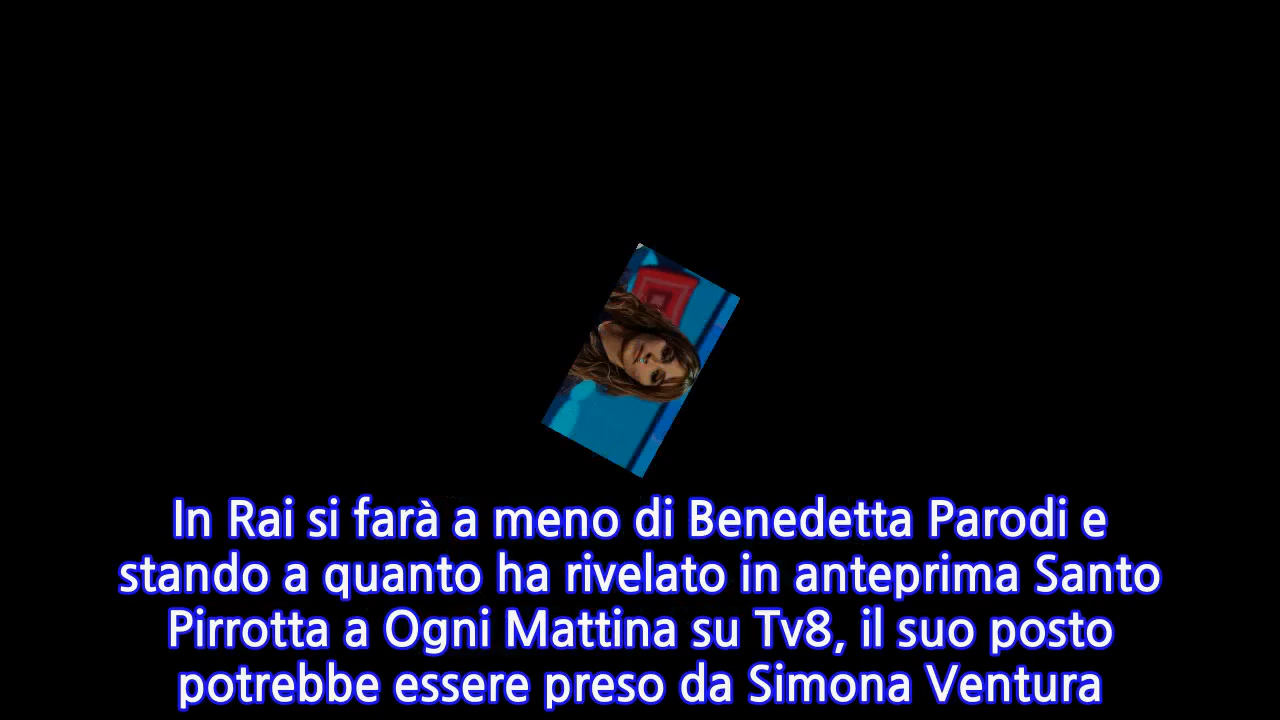 In Rai si farà a meno di Benedetta Parodi e
stando a quanto ha rivelato in anteprima Santo
Pirrotta a Ogni Mattina su Tv8, il suo posto
potrebbe essere preso da Simona Ventura